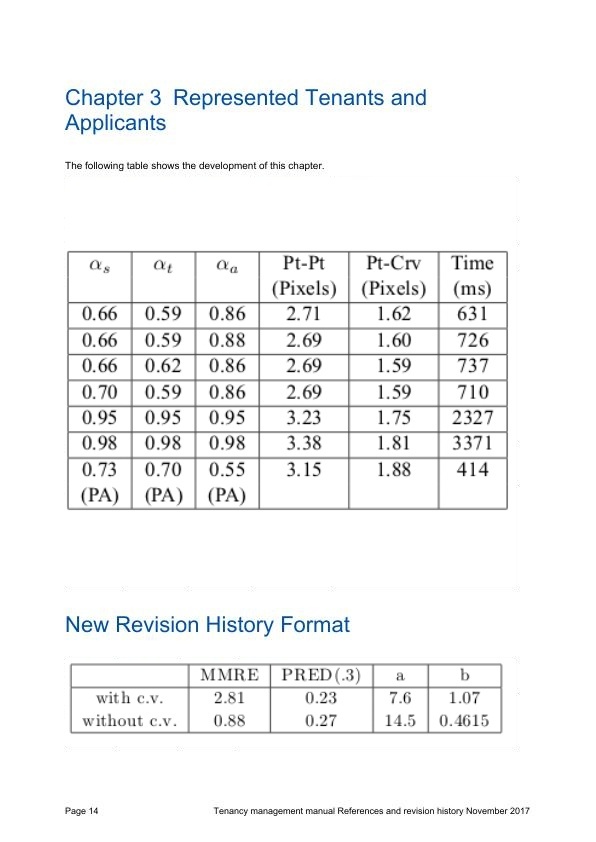 Chapter 3 Represented Tenants and
Applicants
The following table shows the development of this chapter.
αs αt αa Pt-Pt Pt-Crv Time
(Pixels) (Pixels) (ms)
0.66 0.59 0.86 2.71 1.62 631
0.66 0.59 0.88 2.69 1.60 726
0.66 0.62 0.86 2.69 1.59 737
0.70 0.59 0.86 2.69 1.59 710
0.95 0.95 0.95 3.23 1.75 2327
0.98 0.98 0.98 3.38 1.81 3371
0.73 0.70 0.55 3.15 1.88 414
(PA) (PA) (PA)
New Revision History Format
MMRE PRED(.3) a b
with c.v. 2.81 0.23 7.6 1.07
without c.v. 0.88 0.27 14.5 0.4615
Page 14 Tenancy management manual References and revision history November 2017